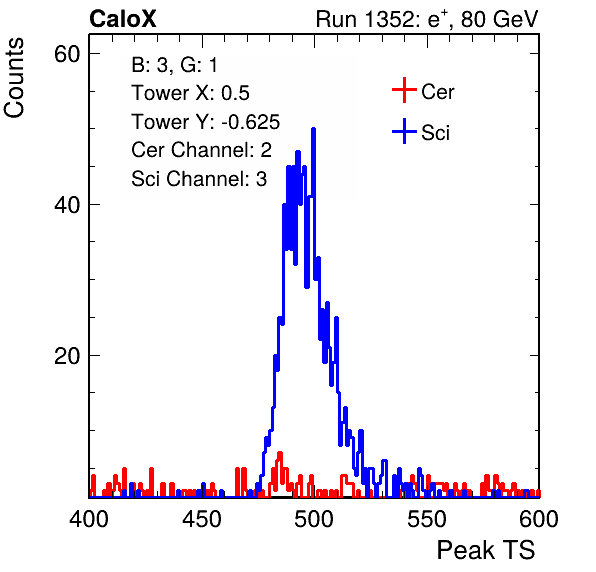 CaloX Run 1352: e+, 80 GeV
Counts
B: 3, G: 1
Tower X: 0.5
Tower Y: -0.625
Cer Channel: 2
Sci Channel: 3
Cer
Sci
60
40
20
400 450 500 550 600
Peak TS